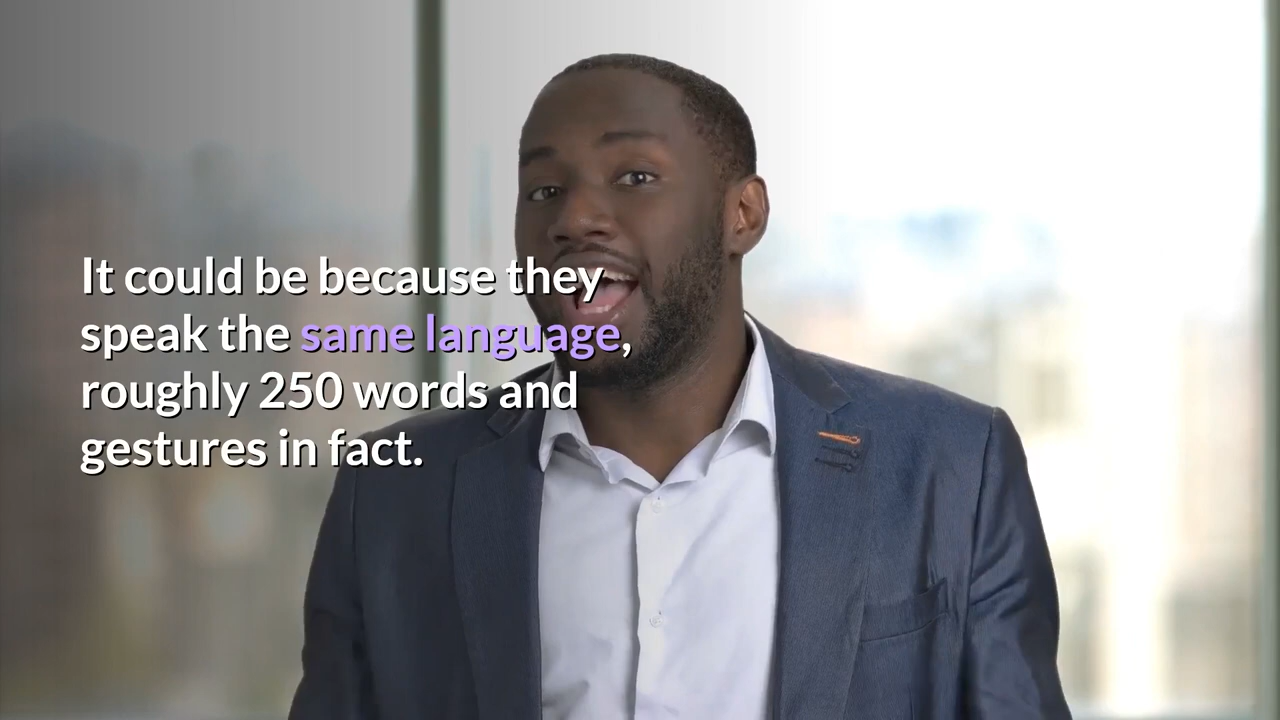 It could be because they
speak the same language,
roughly 250 words and
gestures in fact.